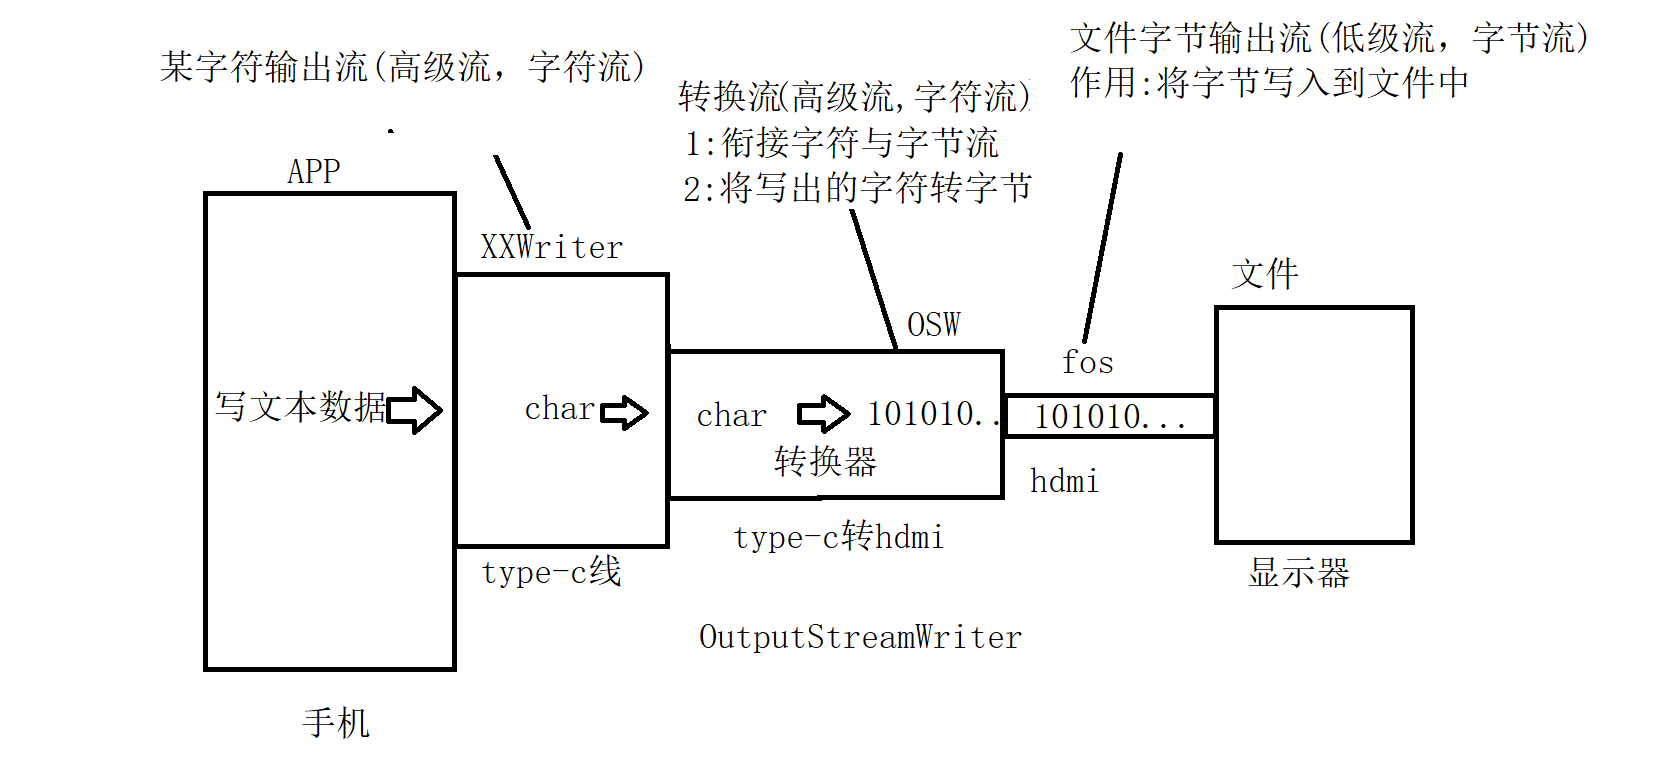 某字符输出流(高级流，字符流)
转换流(高级流,字符流)
1:衔接字符与字节流
2:将写出的字符转字节
文件字节输出流(低级流，字节流)
作用:将字节写入到文件中
APP
XXWriter
OSW
fos
文件
写文本数据
char
char
101010..
101010...
转换器
hdmi
type-c转hdmi
type-c线
显示器
OutputStreamWriter
手机